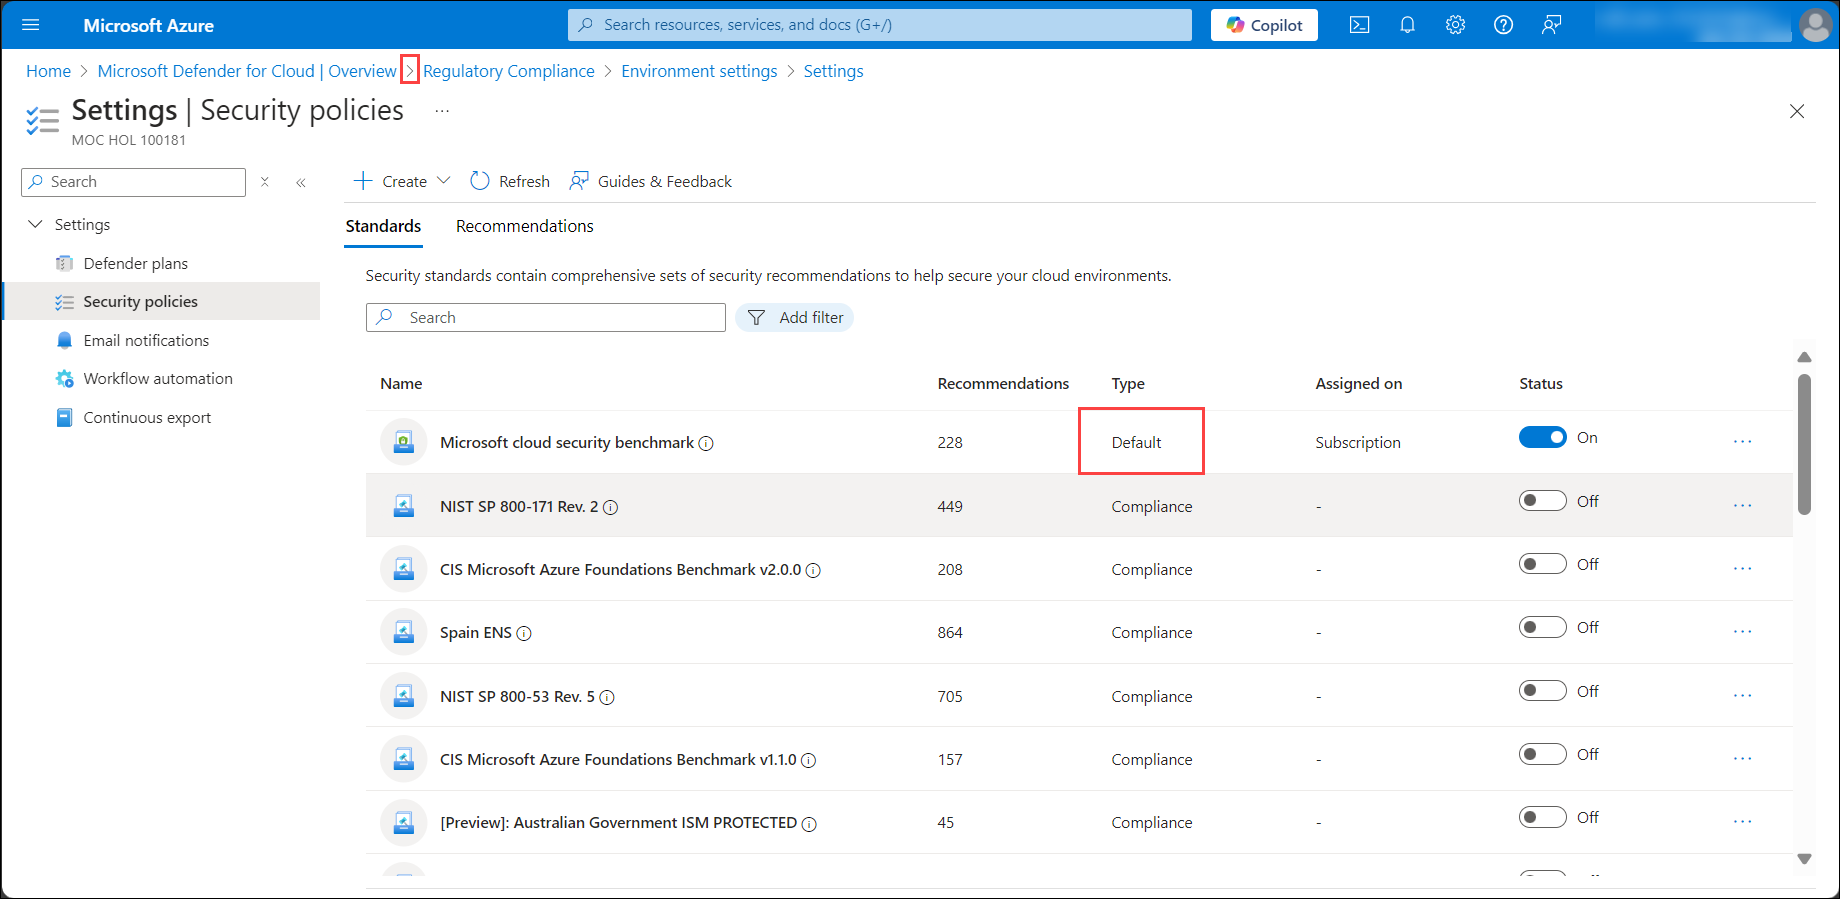 Microsoft Azure
Search resources, services, and docs (G+/)
Copilot
Home > Microsoft Defender for Cloud | Overview > Regulatory Compliance > Environment settings > Settings
Settings | Security policies ...
MOC HOL 100181
Search
Create
Refresh
Guides & Feedback
Settings
Defender plans
Security policies
Email notifications
Workflow automation
Continuous export
Standards
Recommendations
Security standards contain comprehensive sets of security recommendations to help secure your cloud environments.
Search
Add filter
Name Recommendations Type Assigned on Status
Microsoft cloud security benchmark 228 Default Subscription On ...
NIST SP 800-171 Rev. 2 449 Compliance - Off ...
CIS Microsoft Azure Foundations Benchmark v2.0.0 208 Compliance - Off ...
Spain ENS 864 Compliance - Off ...
NIST SP 800-53 Rev. 5 705 Compliance - Off ...
CIS Microsoft Azure Foundations Benchmark v1.1.0 157 Compliance - Off ...
[Preview]: Australian Government ISM PROTECTED 45 Compliance - Off ...